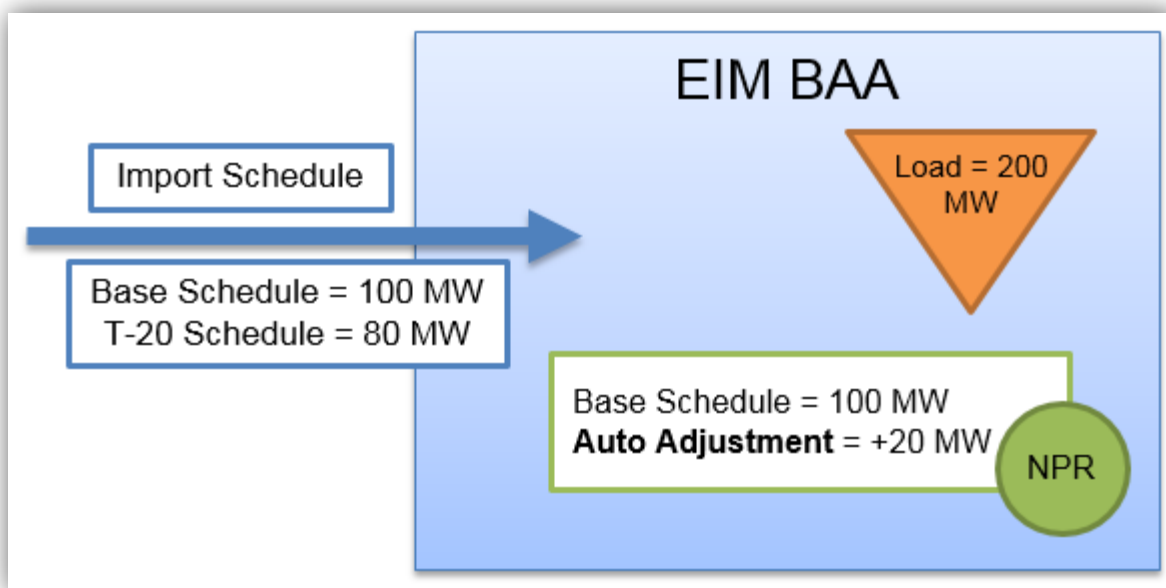 EIM BAA
Import Schedule
Load = 200
MW
Base Schedule = 100 MW
T-20 Schedule = 80 MW
Base Schedule = 100 MW
Auto Adjustment = +20 MW
NPR